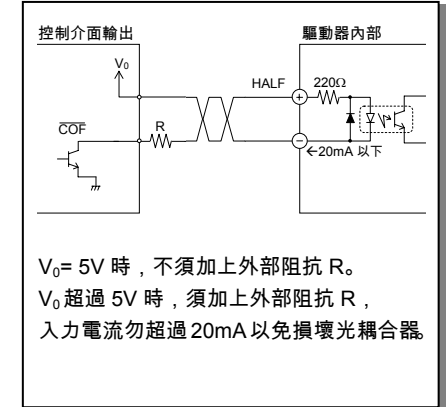 控制介面輸出
驅動器內部
V₀
HALF
220Ω
C̅O̅F̅
R
←20mA 以下
V₀= 5V 時，不須加上外部阻抗 R。
V₀ 超過 5V 時，須加上外部阻抗 R，
入力電流勿超過 20mA 以免損壞光耦合器。